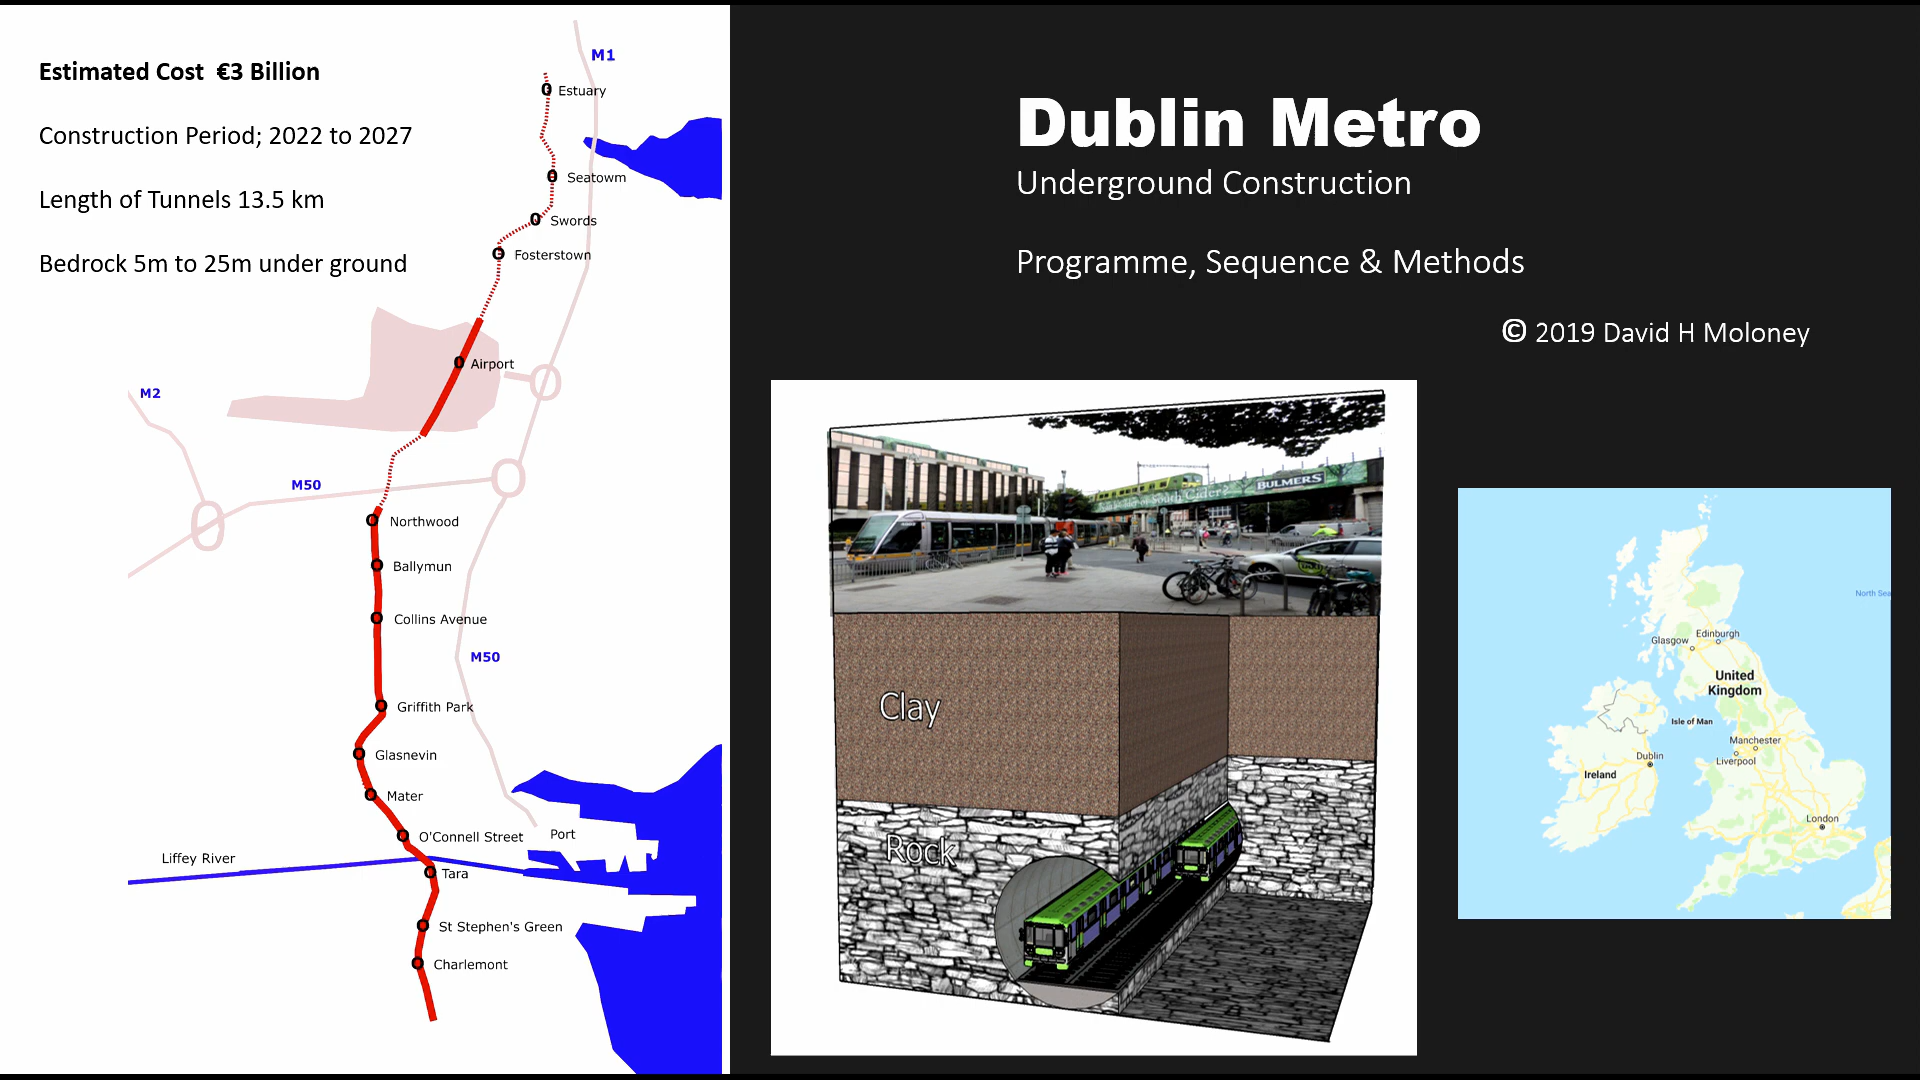 Estimated Cost €3 Billion
Construction Period; 2022 to 2027
Length of Tunnels 13.5 km
Bedrock 5m to 25m under ground
M1
Estuary
Seatowm
Swords
Fosterstown
Airport
M2
M50
Northwood
Ballymun
Collins Avenue
M50
Griffith Park
Glasnevin
Mater
O'Connell Street
Port
Liffey River
Tara
St Stephen's Green
Charlemont
Dublin Metro
Underground Construction
Programme, Sequence & Methods
© 2019 David H Moloney
BULMERS
Clay
Rock
North Sea
Glasgow
Edinburgh
United
Kingdom
Isle of Man
Manchester
Liverpool
Dublin
Ireland
London